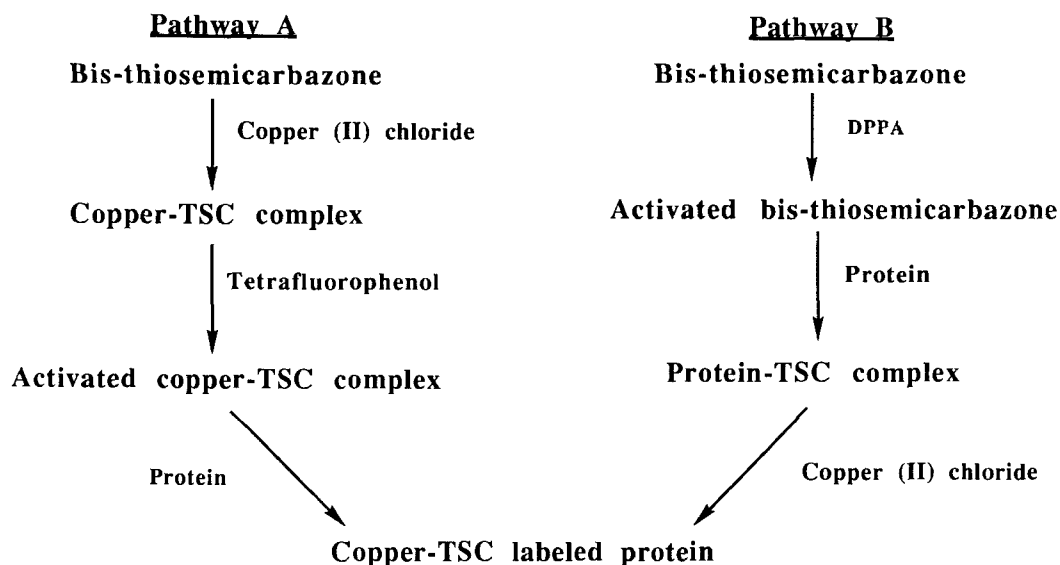 Pathway A
Bis-thiosemicarbazone
Copper (II) chloride
Copper-TSC complex
Tetrafluorophenol
Activated copper-TSC complex
Protein
Pathway B
Bis-thiosemicarbazone
DPPA
Activated bis-thiosemicarbazone
Protein
Protein-TSC complex
Copper (II) chloride
Copper-TSC labeled protein